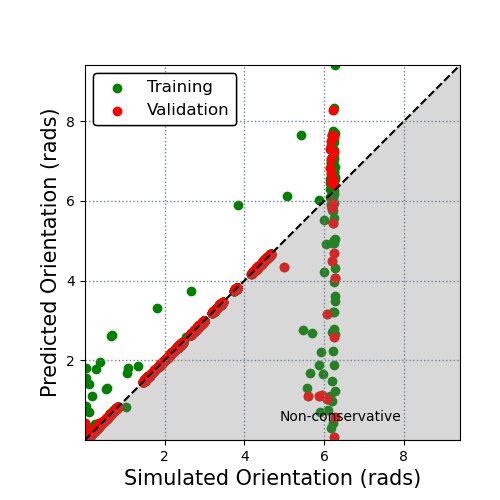 Training
Validation
Predicted Orientation (rads)
8
6
4
2
Non-conservative
2
4
6
8
Simulated Orientation (rads)